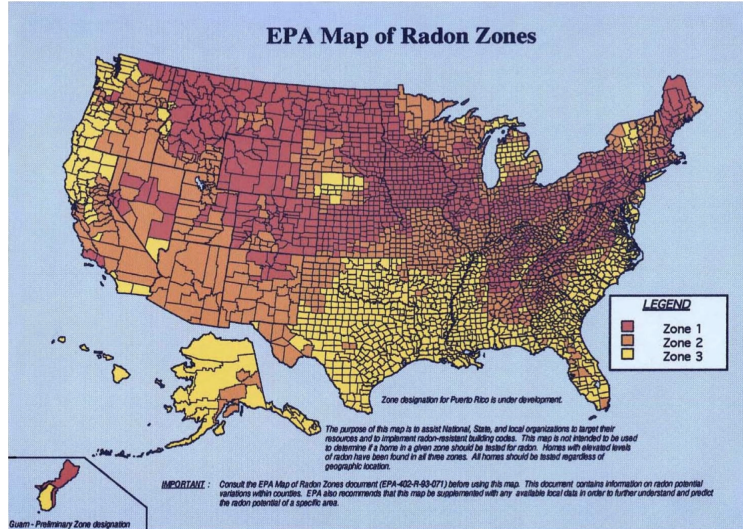 EPA Map of Radon Zones
LEGEND
Zone 1
Zone 2
Zone 3
Zone designation for Puerto Rico is under development.
The purpose of this map is to assist National, State, and local organizations to target their
resources and to implement radon-resistant building codes. This map is not intended to be used
to determine if a home in a given zone should be tested for radon. Homes with elevated levels
of radon have been found in all three zones. All homes should be tested regardless of
geographic location.
IMPORTANT : Consult the EPA Map of Radon Zones document (EPA-402-R-93-071) before using this map. This document contains information on radon potential
variations within counties. EPA also recommends that this map be supplemented with any available local data in order to further understand and predict
the radon potential of a specific area.
Guam - Preliminary Zone designation